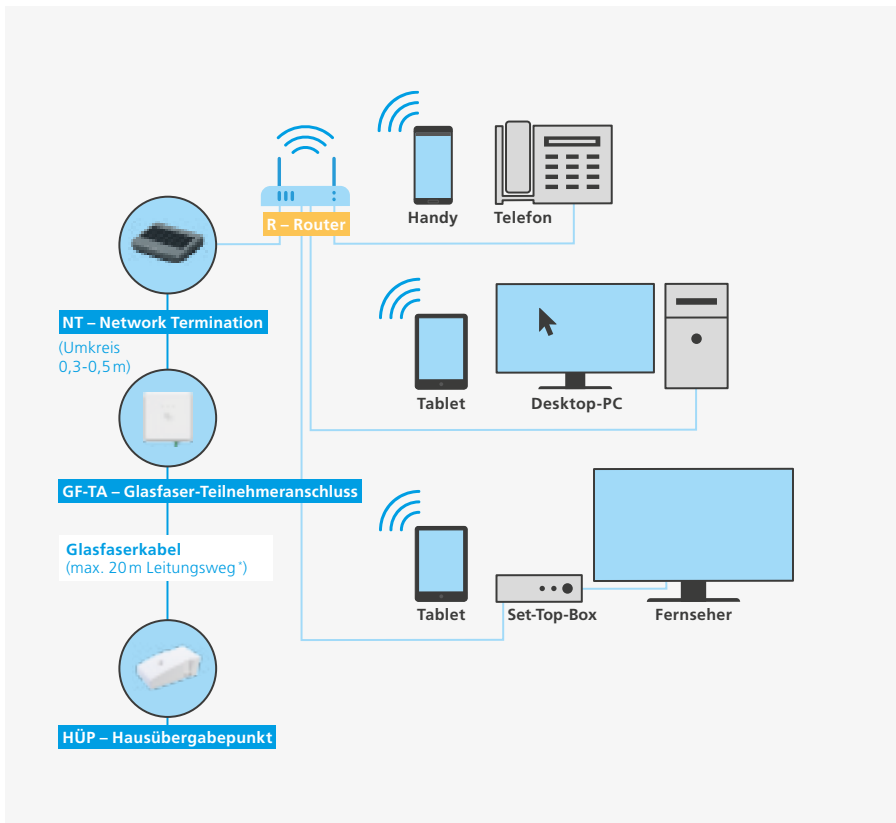 Handy
Telefon
R – Router
NT – Network Termination
(Umkreis
0,3-0,5 m)
Tablet
Desktop-PC
GF-TA – Glasfaser-Teilnehmeranschluss
Glasfaserkabel
(max. 20 m Leitungsweg*)
Tablet
Set-Top-Box
Fernseher
HÜP – Hausübergabepunkt